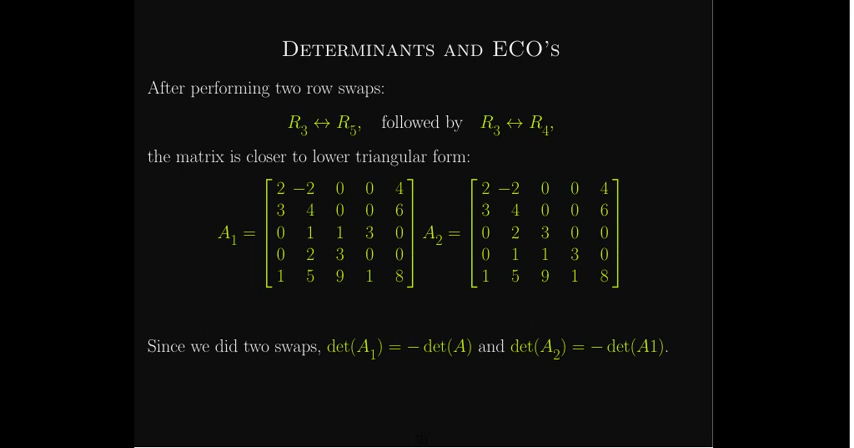 DETERMINANTS AND ECO'S
After performing two row swaps:
R₃ ↔ R₅, followed by R₃ ↔ R₄,
the matrix is closer to lower triangular form:
A₁ = [2 −2 0 0 4 A₂ = [2 −2 0 0 4
3 4 0 0 6 3 4 0 0 6
0 1 1 3 0 0 2 3 0 0
0 2 3 0 0 0 1 1 3 0
1 5 9 1 8] 1 5 9 1 8]
Since we did two swaps, det(A₁) = − det(A) and det(A₂) = − det(A1).